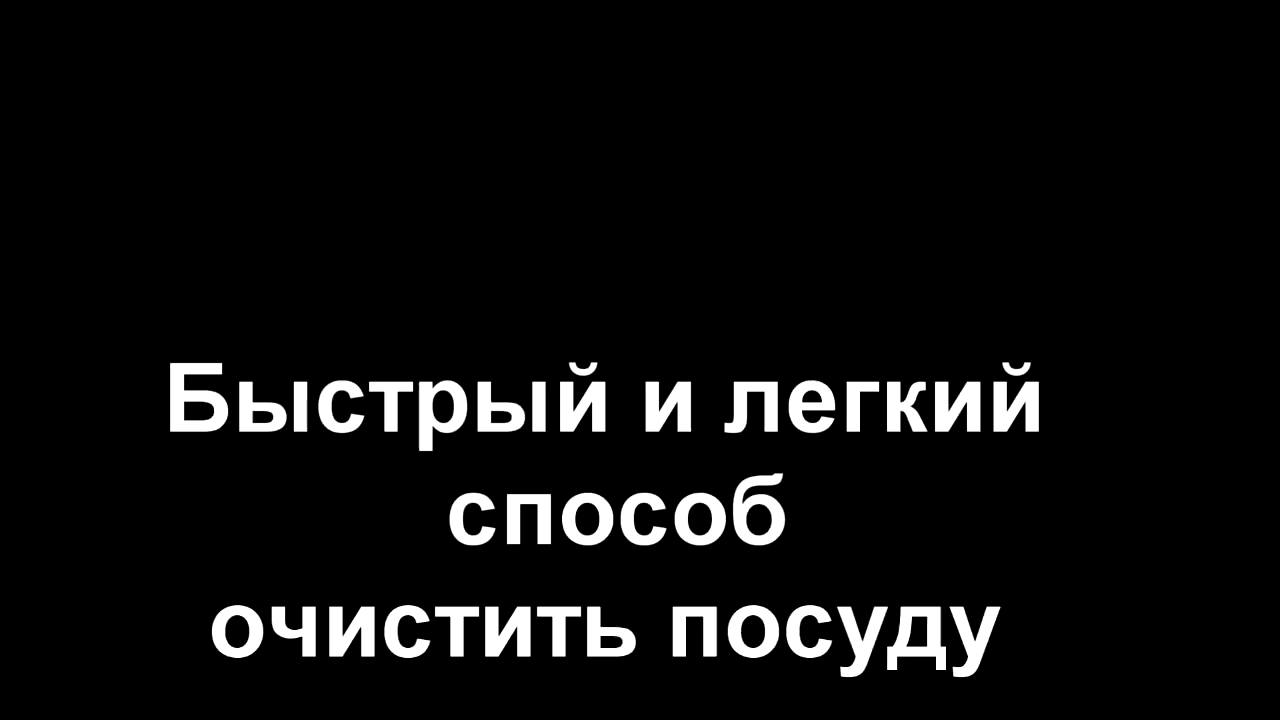 Быстрый и легкий
способ
очистить посуду